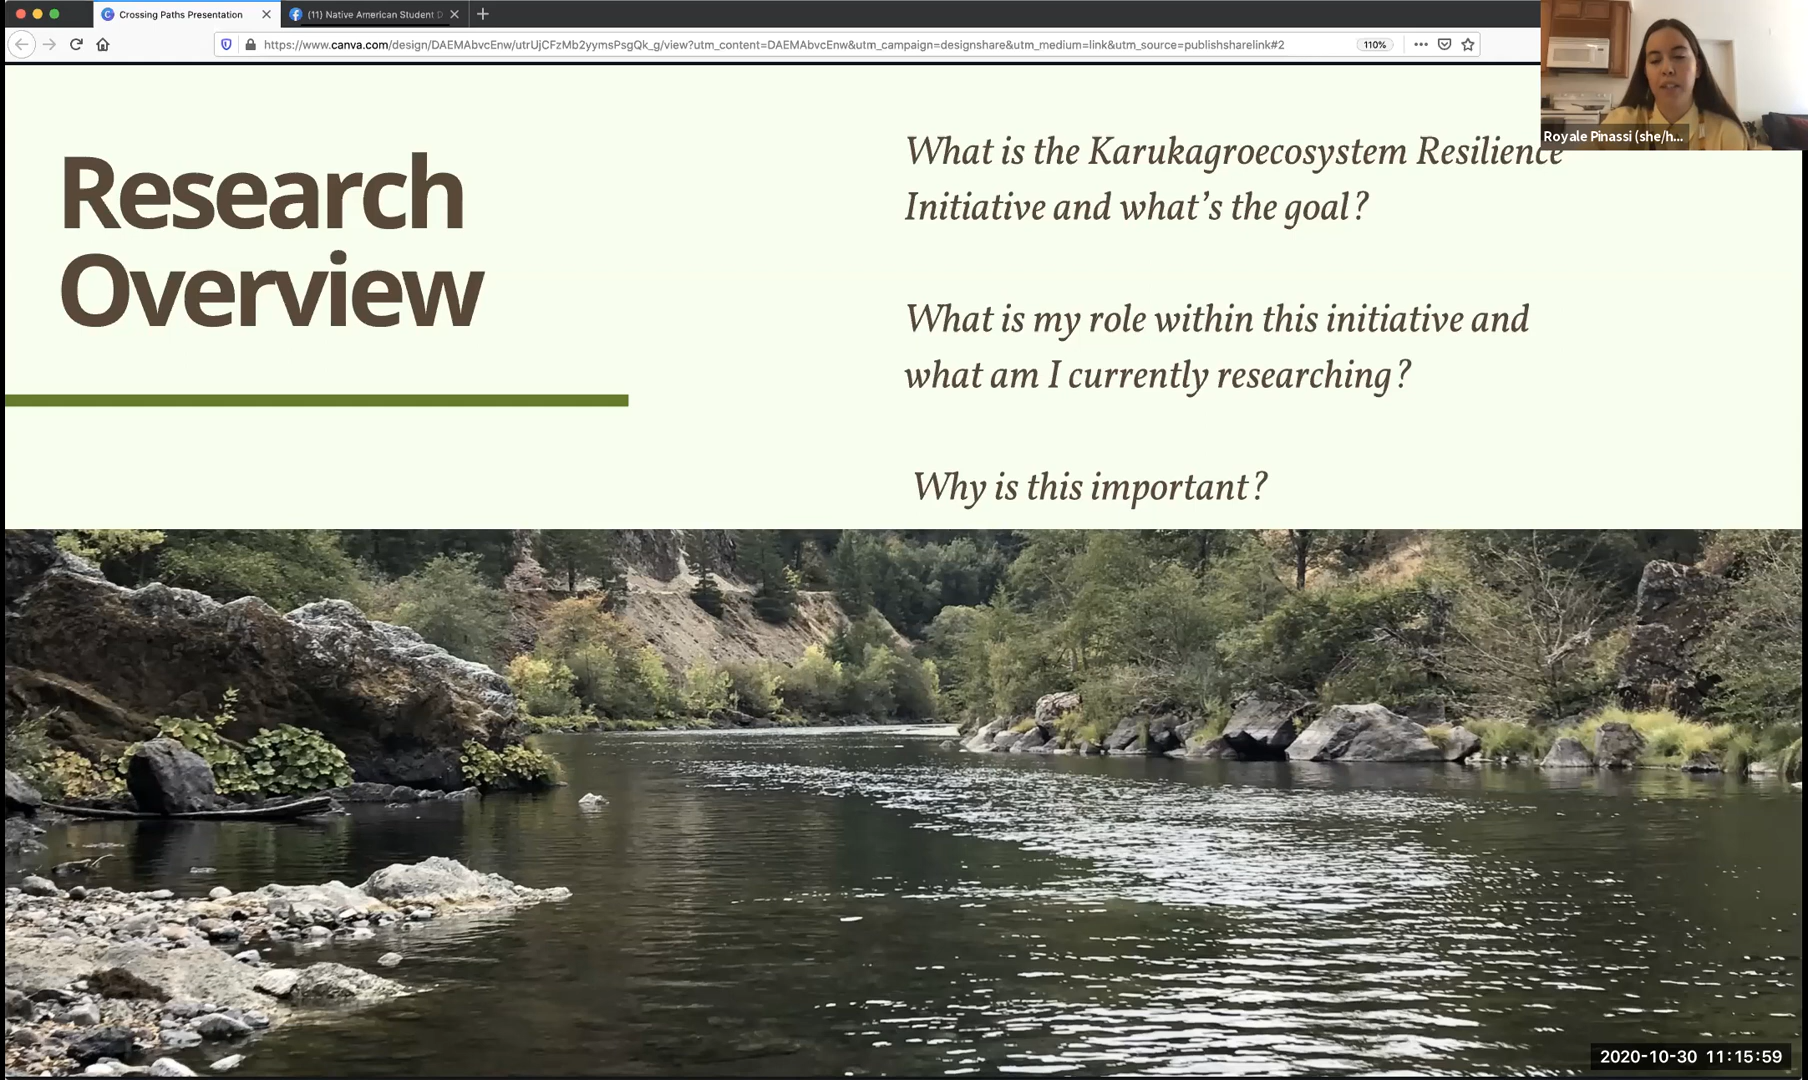 Crossing Paths Presentation
(11) Native American Student D
https://www.canva.com/design/DAEMAbvcEnw/utrUjCFzMb2yymsPsgQk_g/view?utm_content=DAEMAbvcEnw&utm_campaign=designshare&utm_medium=link&utm_source=publishsharelink#2
110%
Royale Pinassi (she/h...
Research
Overview
What is the Karukagroecosystem Resilience
Initiative and what's the goal?
What is my role within this initiative and
what am I currently researching?
Why is this important?
2020-10-30 11:15:59